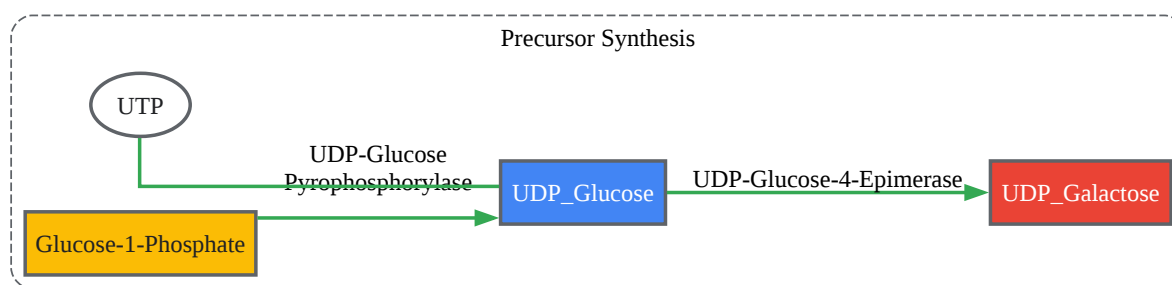 Precursor Synthesis
UTP
UDP-Glucose
Pyrophosphorylase
UDP_Glucose
UDP-Glucose-4-Epimerase
UDP_Galactose
Glucose-1-Phosphate